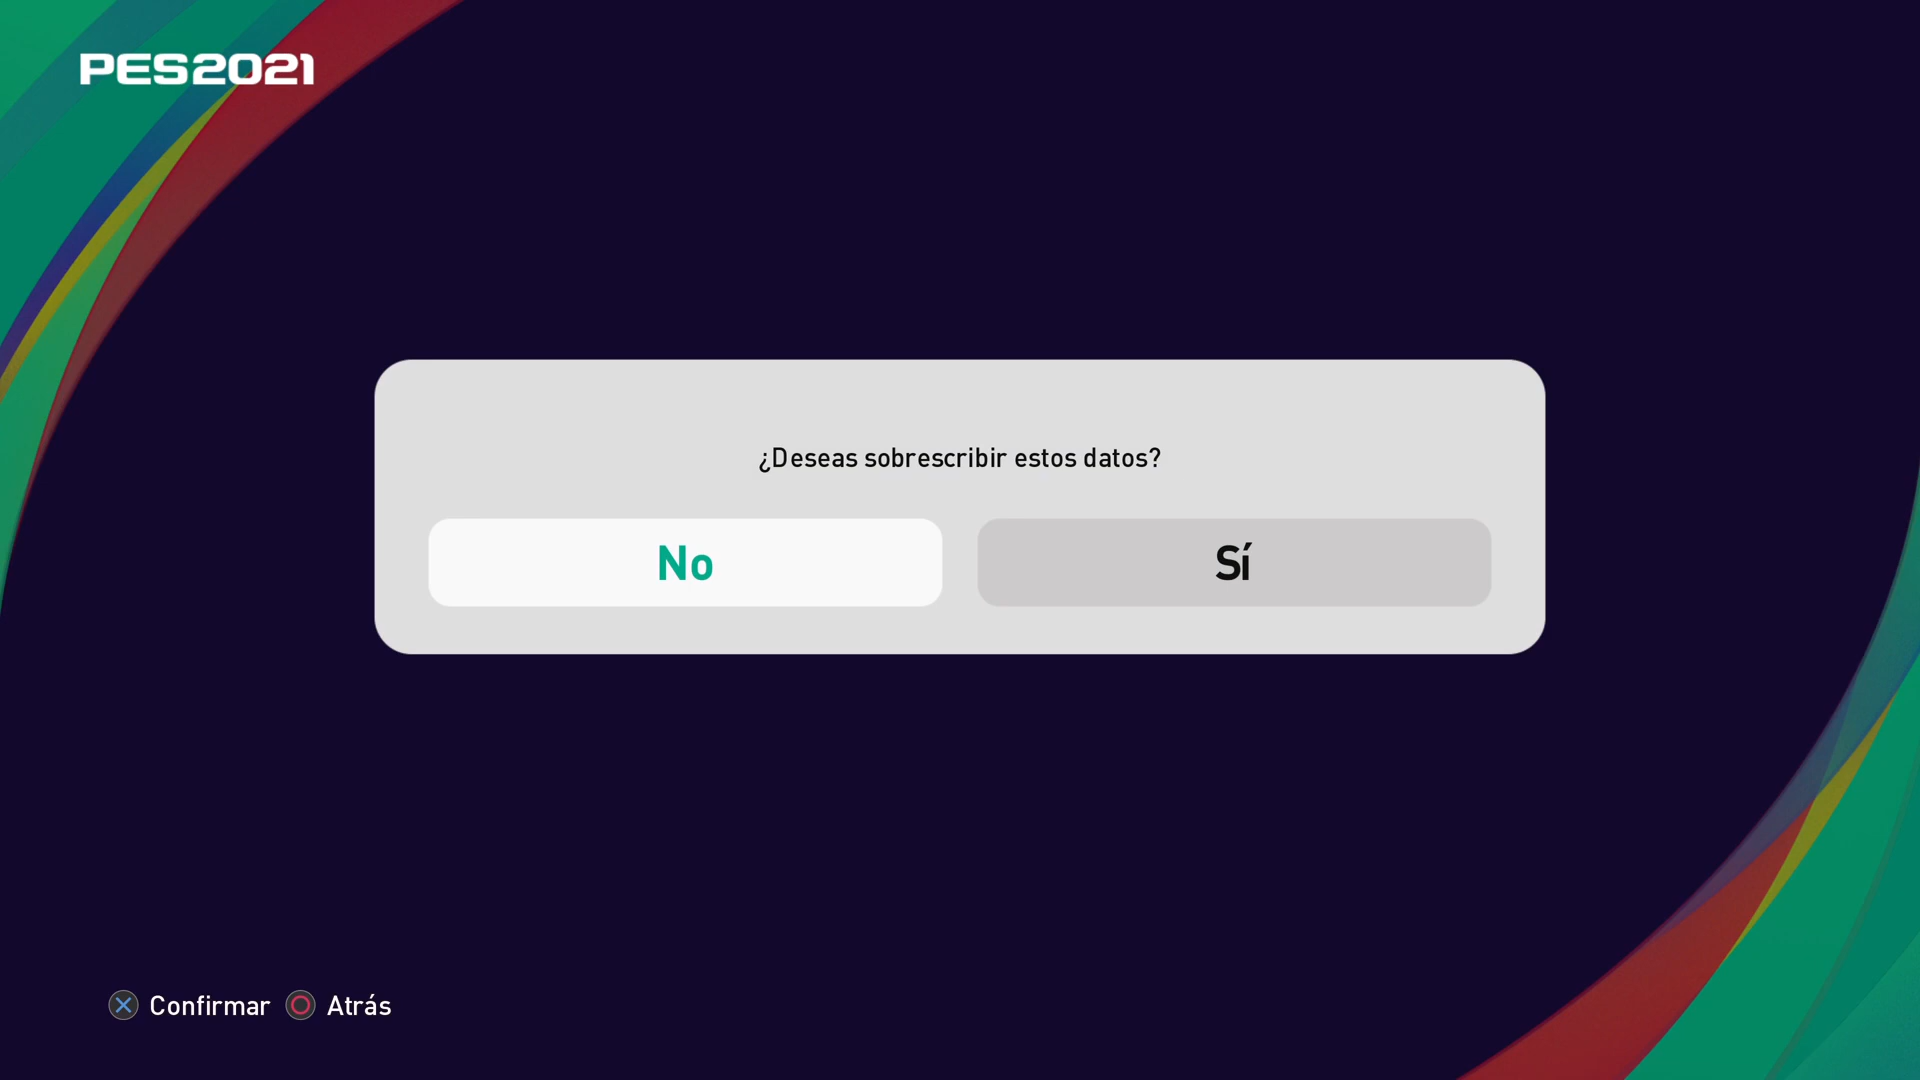 PES2021
¿Deseas sobrescribir estos datos?
No
Sí
Confirmar
Atrás